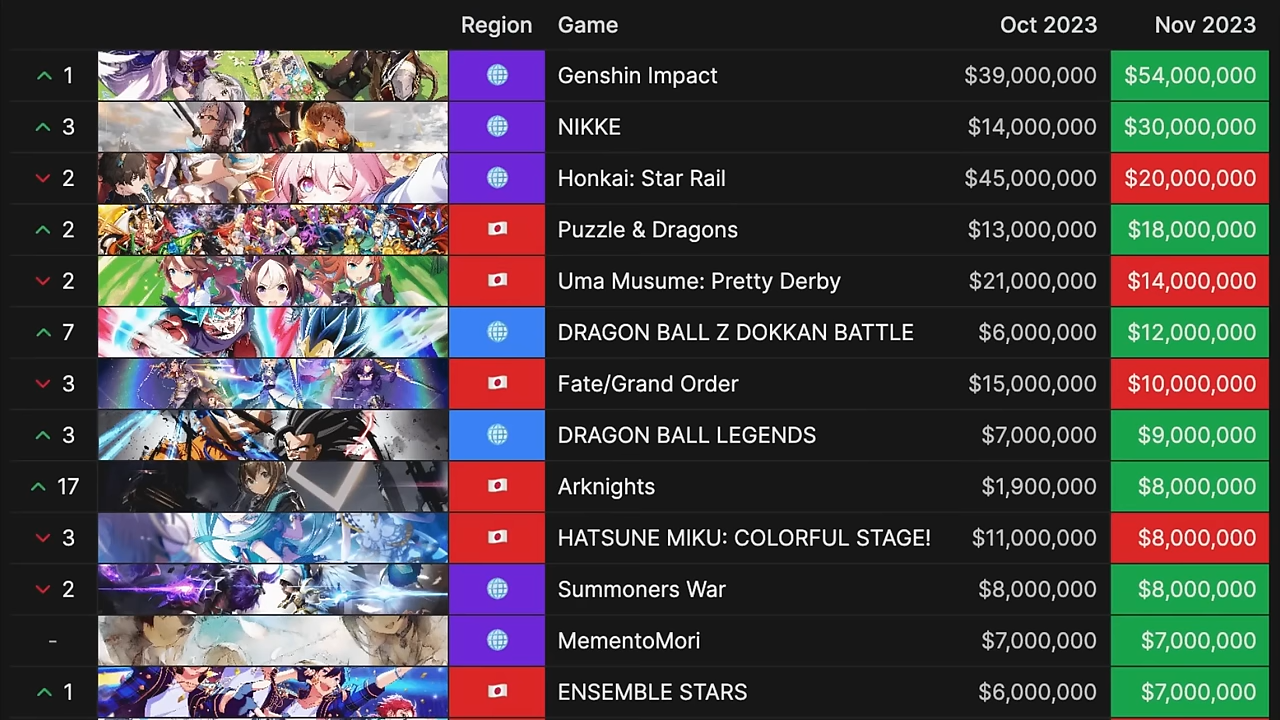 Region Game Oct 2023 Nov 2023
1 Genshin Impact $39,000,000 $54,000,000
3 NIKKE $14,000,000 $30,000,000
2 Honkai: Star Rail $45,000,000 $20,000,000
2 Puzzle & Dragons $13,000,000 $18,000,000
2 Uma Musume: Pretty Derby $21,000,000 $14,000,000
7 DRAGON BALL Z DOKKAN BATTLE $6,000,000 $12,000,000
3 Fate/Grand Order $15,000,000 $10,000,000
3 DRAGON BALL LEGENDS $7,000,000 $9,000,000
17 Arknights $1,900,000 $8,000,000
3 HATSUNE MIKU: COLORFUL STAGE! $11,000,000 $8,000,000
2 Summoners War $8,000,000 $8,000,000
- MementoMori $7,000,000 $7,000,000
1 ENSEMBLE STARS $6,000,000 $7,000,000